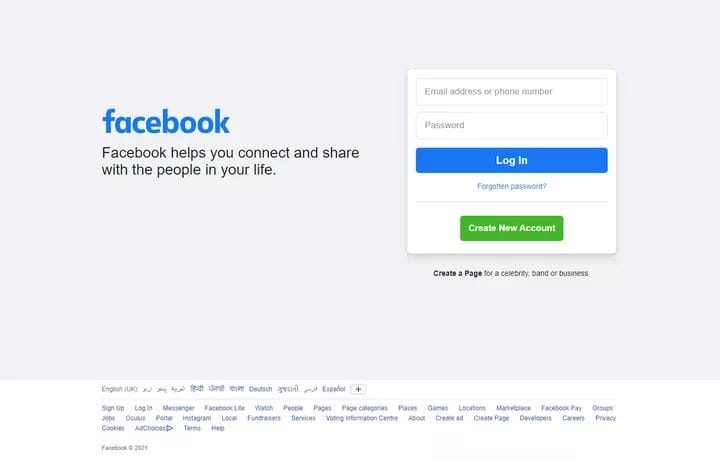 facebook
Facebook helps you connect and share
with the people in your life.
Email address or phone number
Password
Log In
Forgotten password?
Create New Account
Create a Page for a celebrity, band or business.
English (UK) اردو پښتو العربية हिन्दी ਪੰਜਾਬੀ বাংলা Deutsch ગુજરાતી فارسی Español +
Sign Up Log In Messenger Facebook Lite Watch People Pages Page categories Places Games Locations Marketplace Facebook Pay Groups
Jobs Oculus Portal Instagram Local Fundraisers Services Voting Information Centre About Create ad Create Page Developers Careers Privacy
Cookies AdChoices Terms Help
Facebook © 2021